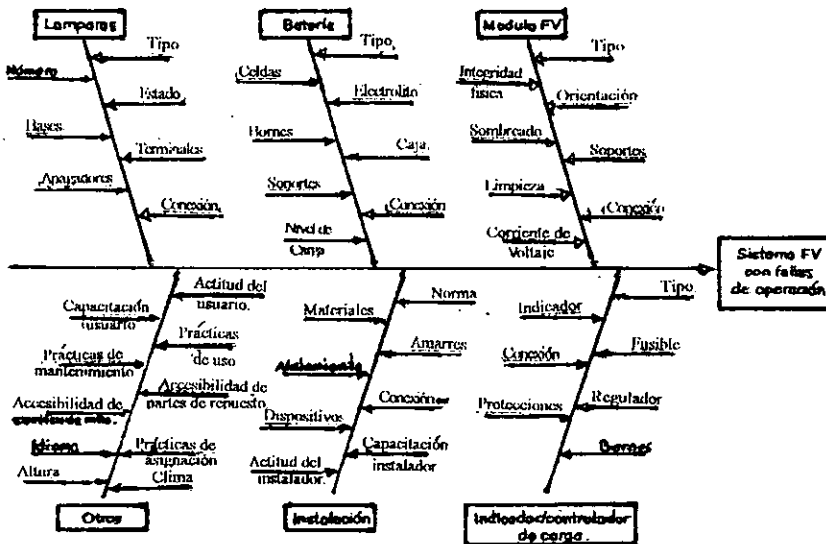 Lamparas
Tipo
Número
Estado
Bases
Terminales
Apagadores
Conexión
Batería
Tipo
Celdas
Electrolito
Bornes
Caja
Soportes
Conexión
Nivel de
Carga
Modulo FV
Tipo
Integridad
física
Orientación
Sombreado
Soportes
Limpieza
Conexión
Corriente de
Voltaje
Sistema FV
con fallas
de operación
Actitud del
usuario.
Capacitación
usuario
Prácticas
de uso
Prácticas de
mantenimiento
Accesibilidad de
partes de repuesto
Accesibilidad de
Idioma
Prácticas de
asignación
Altura
Clima
Otros
Norma
Materiales
Amarres
Aislamiento
Conexiones
Dispositivos
Capacitación
instalador
Actitud del
instalador.
Instalación
Tipo
Indicador
Fusible
Conexión
Regulador
Protecciones
Bornes
Indicador/controlador
de carga.